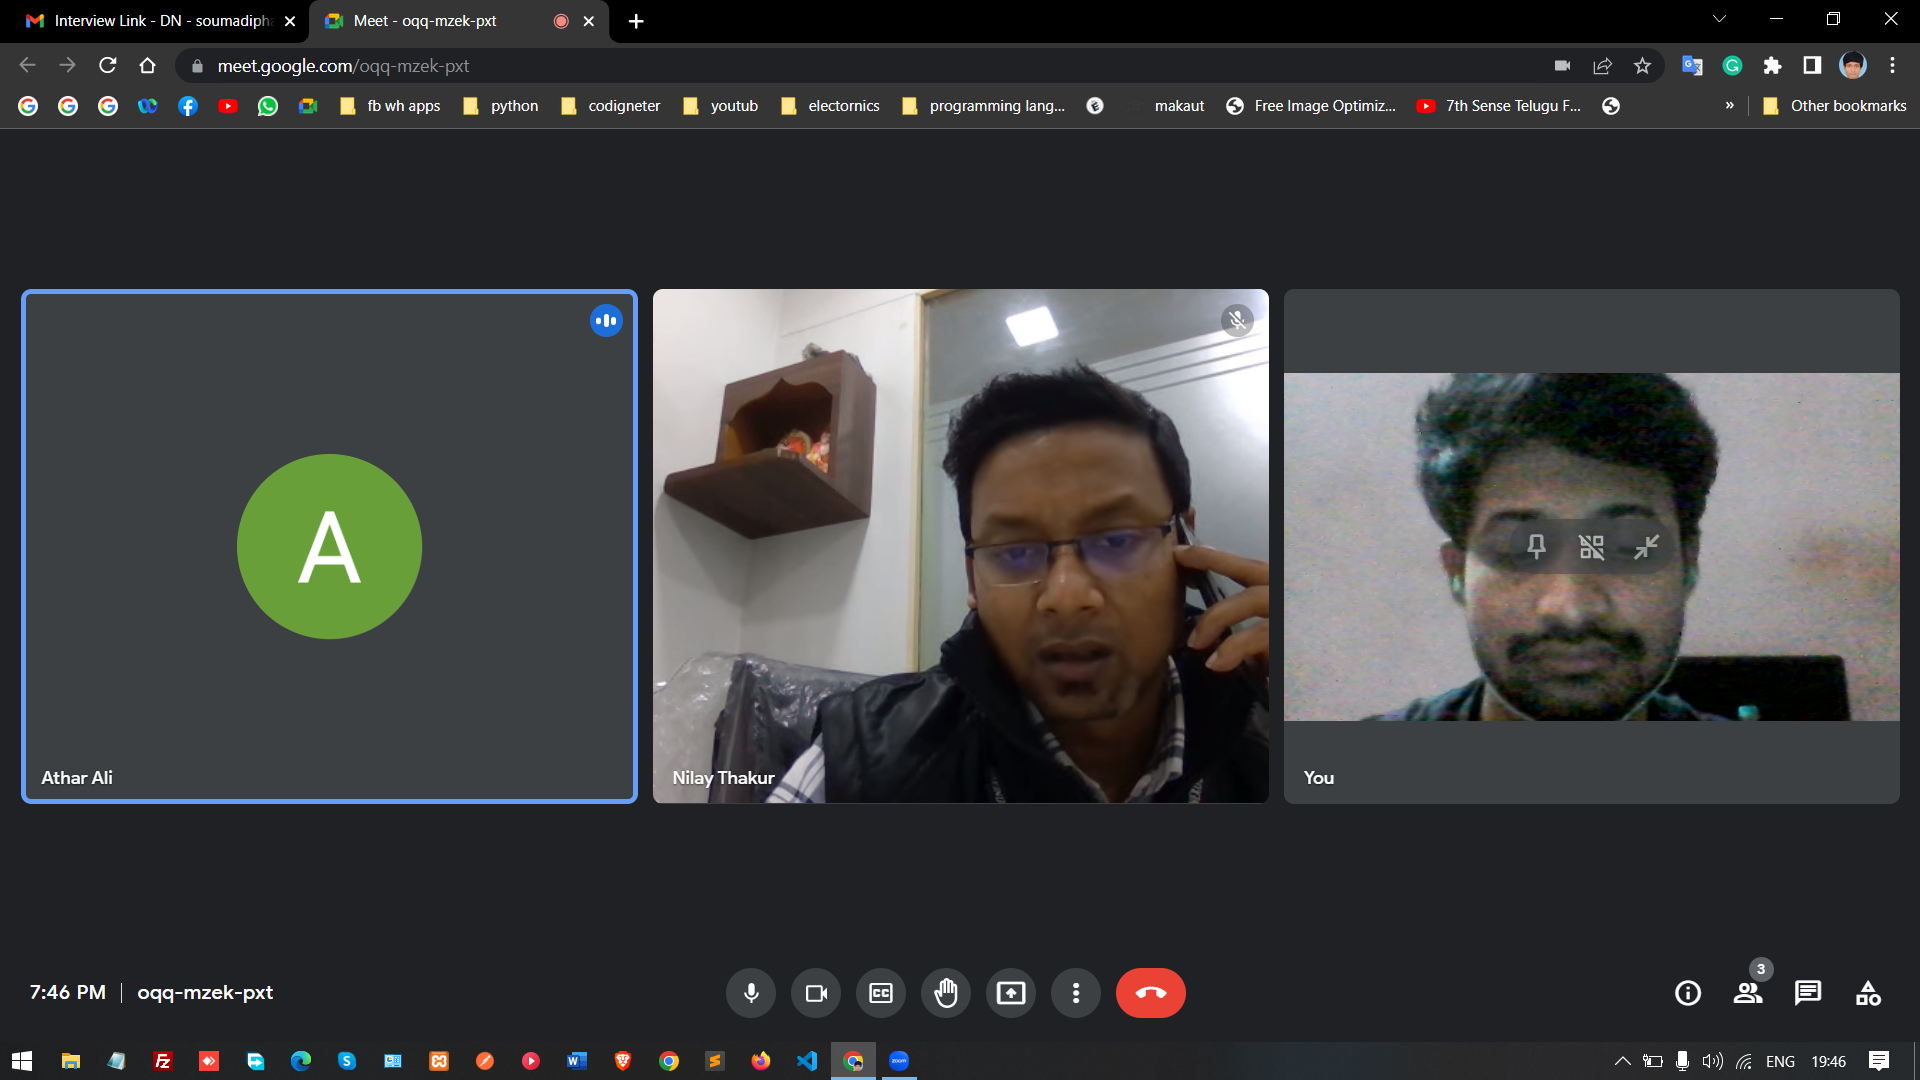 Interview Link - DN - soumadipha
Meet - oqq-mzek-pxt
meet.google.com/oqq-mzek-pxt
fb wh apps
python
codigneter
youtub
electornics
programming lang...
makaut
Free Image Optimiz...
7th Sense Telugu F...
»
Other bookmarks
A
Athar Ali
Nilay Thakur
You
7:46 PM | oqq-mzek-pxt
CC
3
ENG
19:46